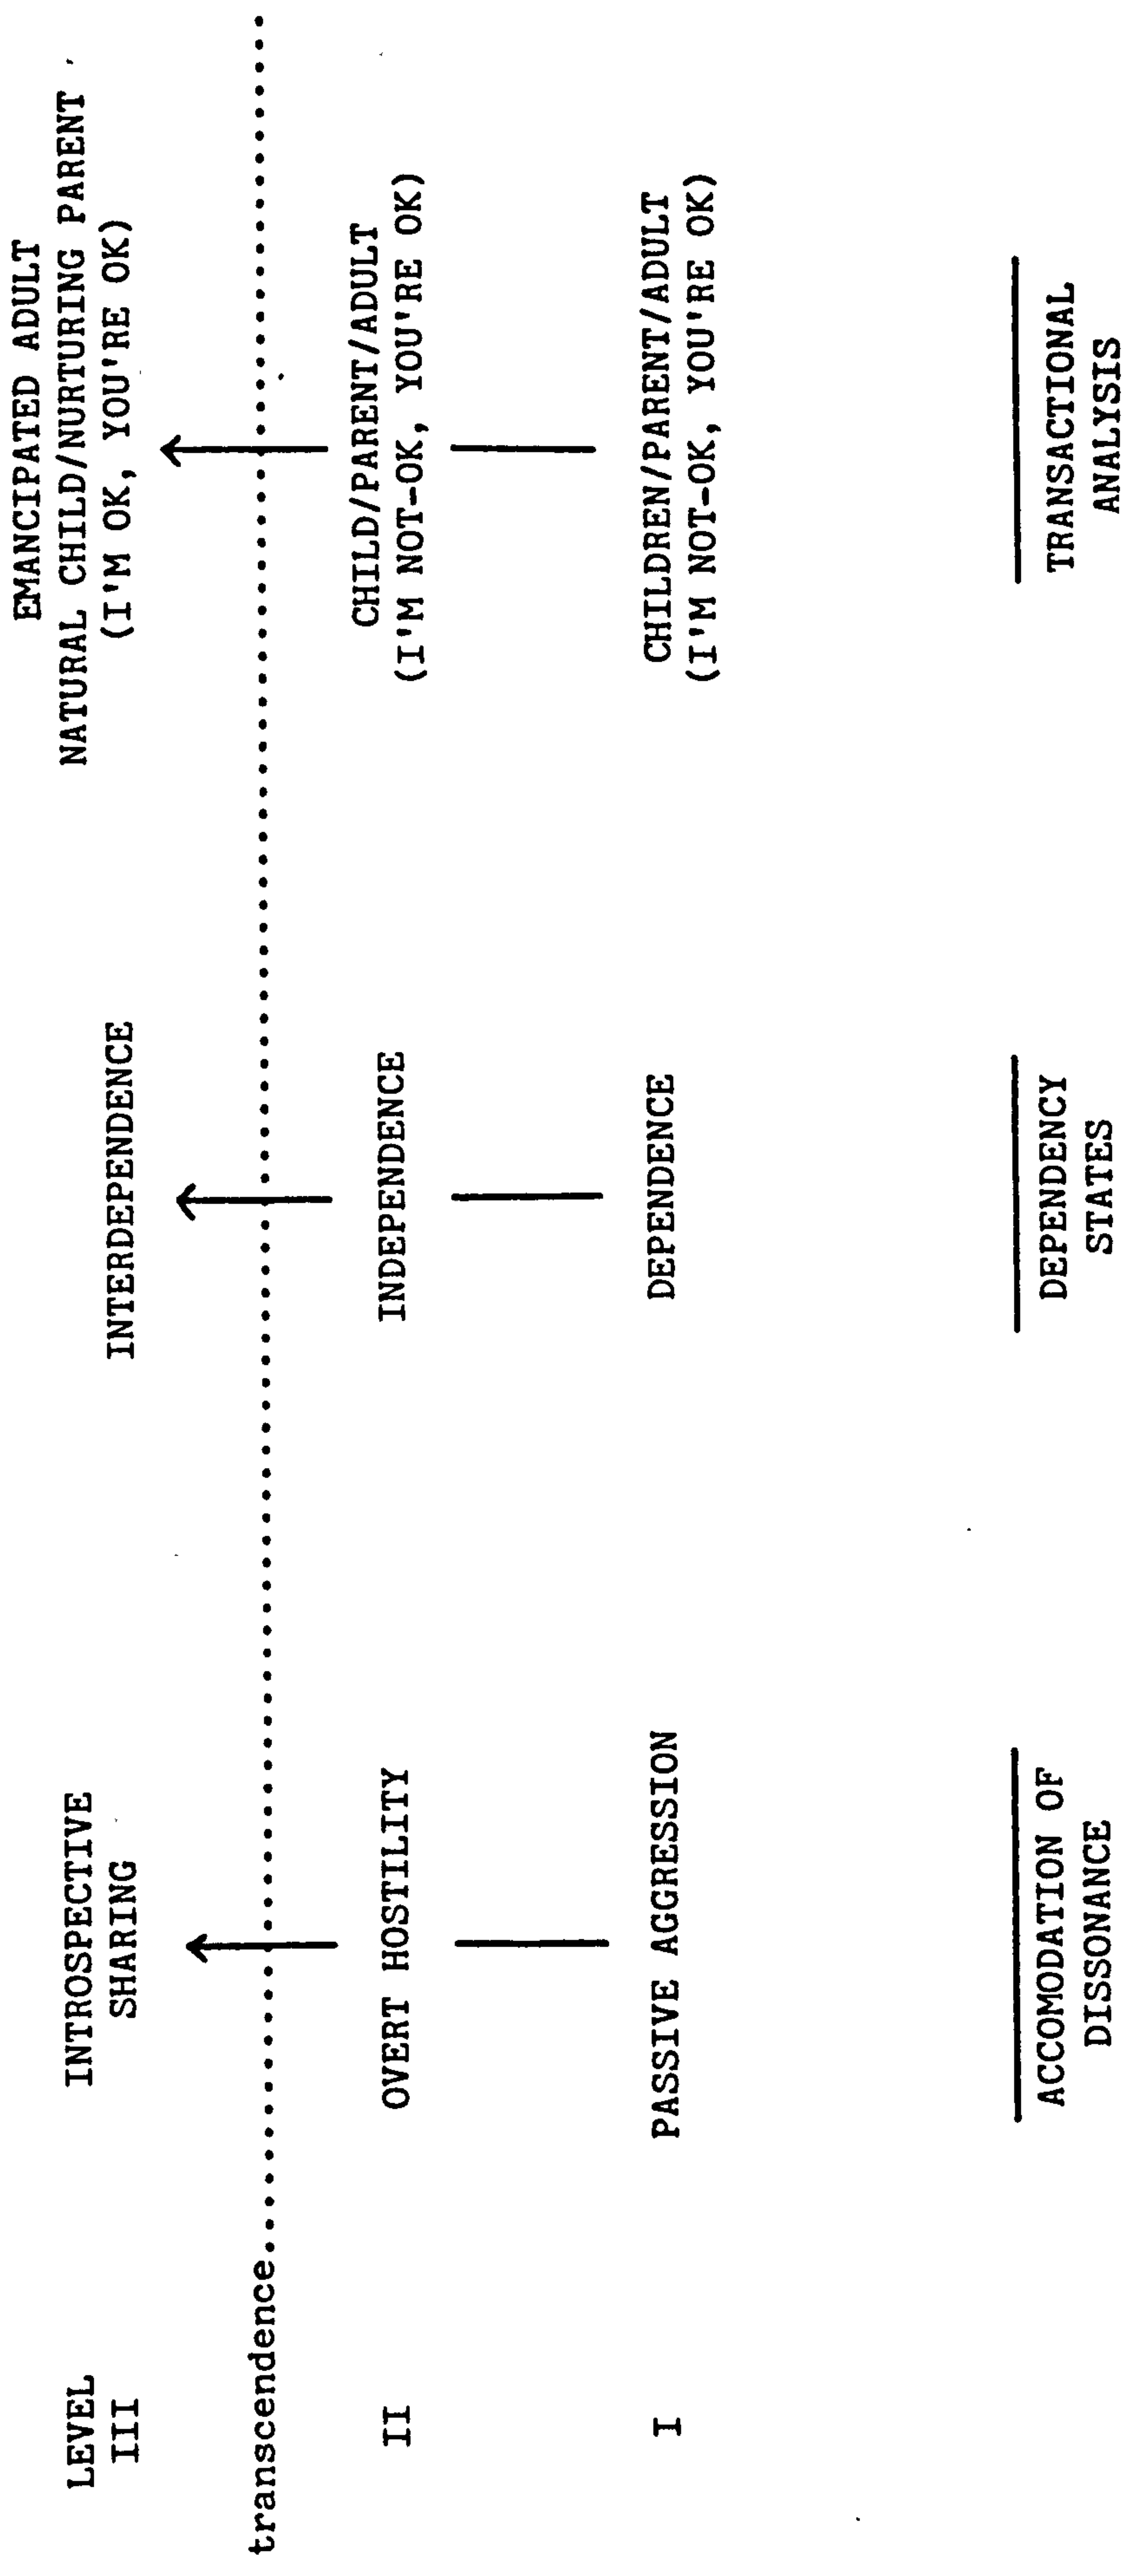 EMANCIPATED ADULT
LEVEL
INTROSPECTIVE
NATURAL CHILD/NURTURING PARENT
III
SHARING
INTERDEPENDENCE
(I'M OK, YOU'RE OK)
transcendence.........................................................................................
CHILD/PARENT/ADULT
II
OVERT HOSTILITY
INDEPENDENCE
(I'M NOT-OK, YOU'RE OK)
CHILDREN/PARENT/ADULT
I
PASSIVE AGGRESSION
DEPENDENCE
(I'M NOT-OK, YOU'RE OK)
ACCOMODATION OF
DISSONANCE
DEPENDENCY
STATES
TRANSACTIONAL
ANALYSIS